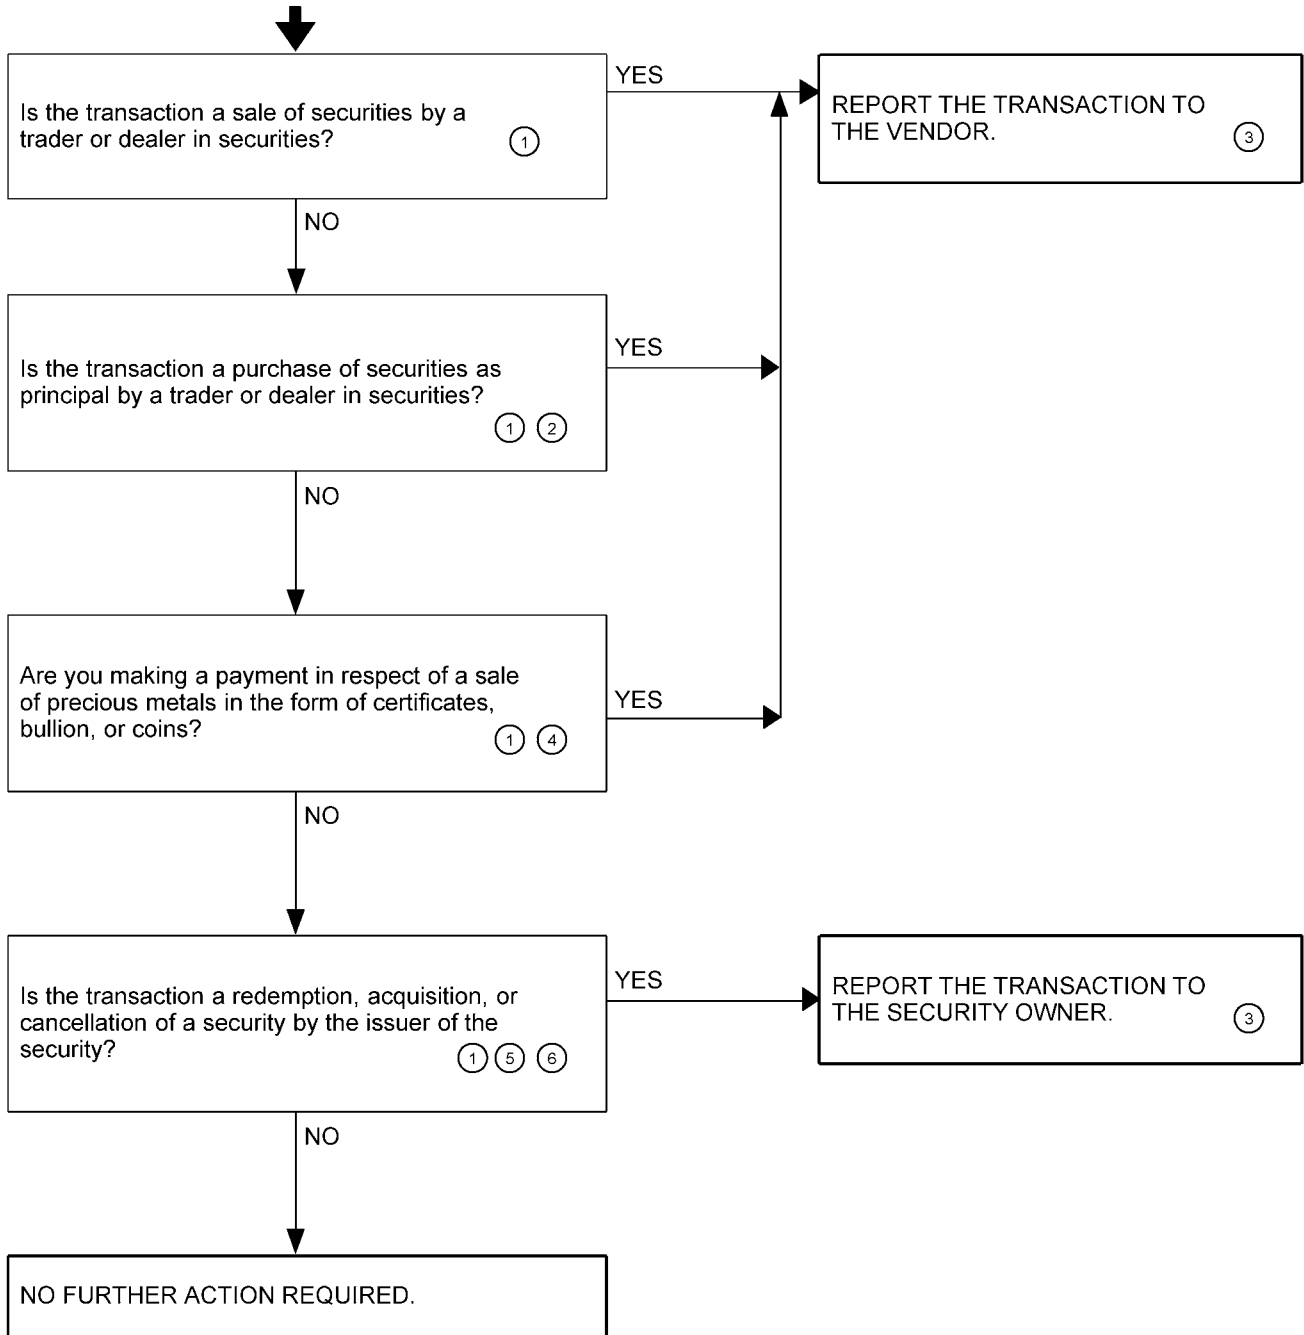 YES
Is the transaction a sale of securities by a
trader or dealer in securities?
1
REPORT THE TRANSACTION TO
THE VENDOR.
3
NO
YES
Is the transaction a purchase of securities as
principal by a trader or dealer in securities?
1 2
NO
Are you making a payment in respect of a sale
of precious metals in the form of certificates,
bullion, or coins?
1 4
YES
NO
YES
Is the transaction a redemption, acquisition, or
cancellation of a security by the issuer of the
security?
1 5 6
REPORT THE TRANSACTION TO
THE SECURITY OWNER.
3
NO
NO FURTHER ACTION REQUIRED.